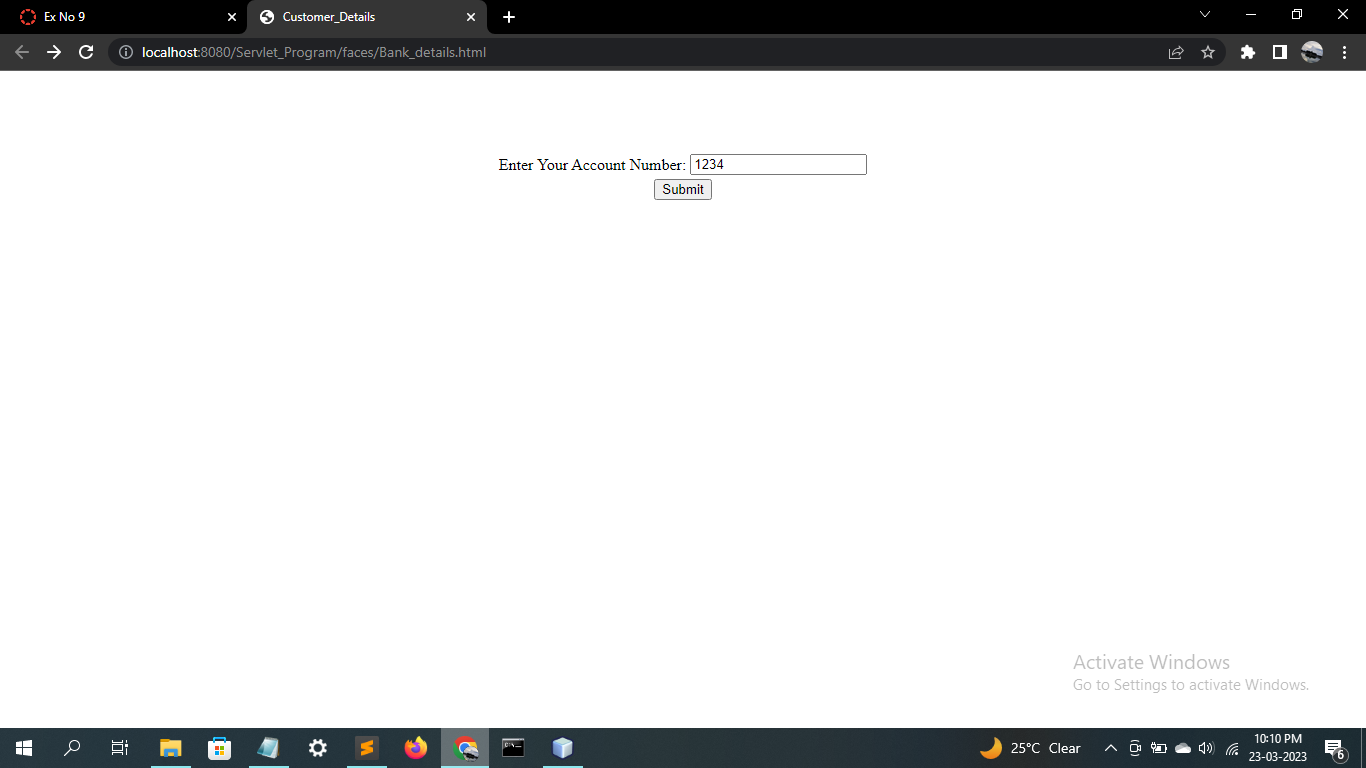 Ex No 9
Customer_Details
localhost:8080/Servlet_Program/faces/Bank_details.html
Enter Your Account Number: 1234
Submit
Activate Windows
Go to Settings to activate Windows.
25°C Clear
10:10 PM
23-03-2023
6